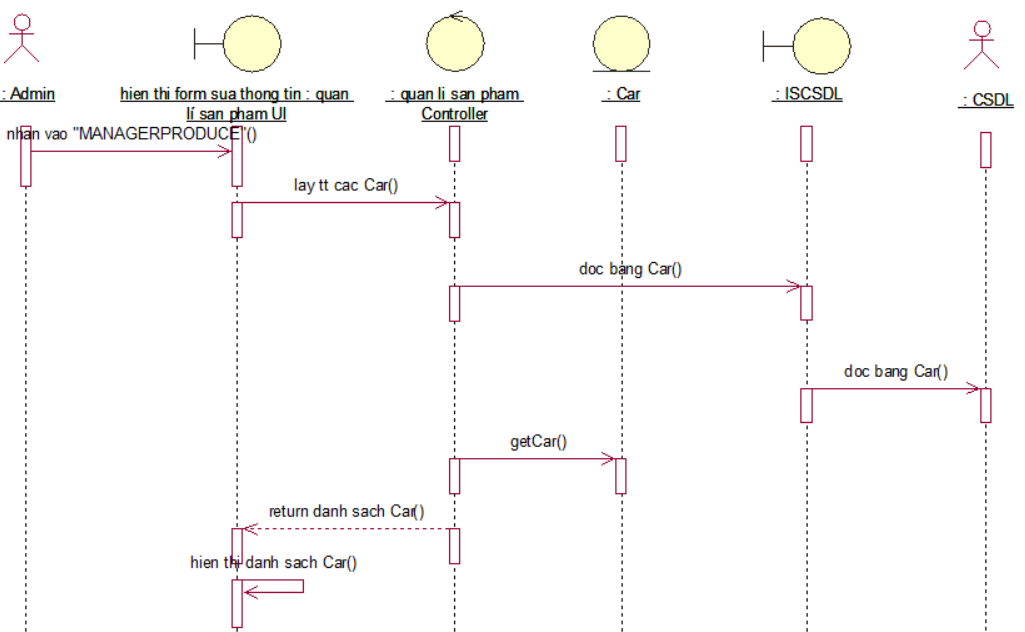 : Admin
hien thi form sua thong tin : quan
lí san pham UI
: quan li san pham
Controller
: Car
: ISCSDL
: CSDL
nhan vao "MANAGERPRODUCE"()
lay tt cac Car()
doc bang Car()
doc bang Car()
getCar()
return danh sach Car()
hien thi danh sach Car()